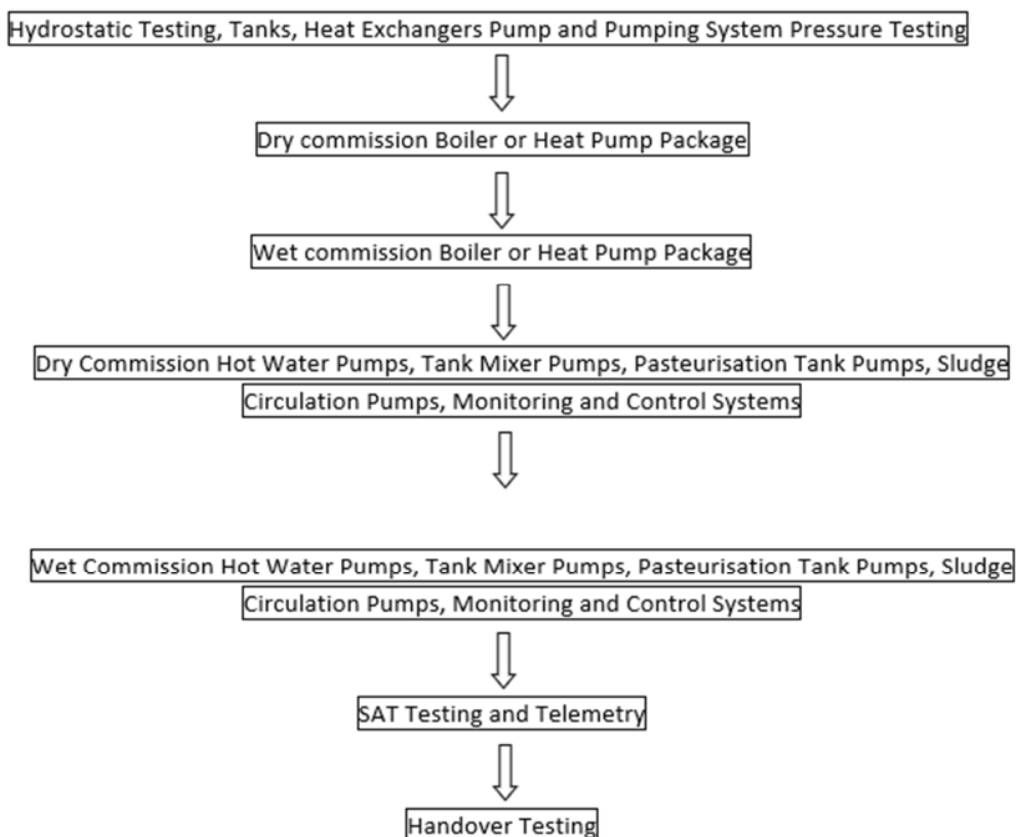 Hydrostatic Testing, Tanks, Heat Exchangers Pump and Pumping System Pressure Testing
Dry commission Boiler or Heat Pump Package
Wet commission Boiler or Heat Pump Package
Dry Commission Hot Water Pumps, Tank Mixer Pumps, Pasteurisation Tank Pumps, Sludge
Circulation Pumps, Monitoring and Control Systems
Wet Commission Hot Water Pumps, Tank Mixer Pumps, Pasteurisation Tank Pumps, Sludge
Circulation Pumps, Monitoring and Control Systems
SAT Testing and Telemetry
Handover Testing